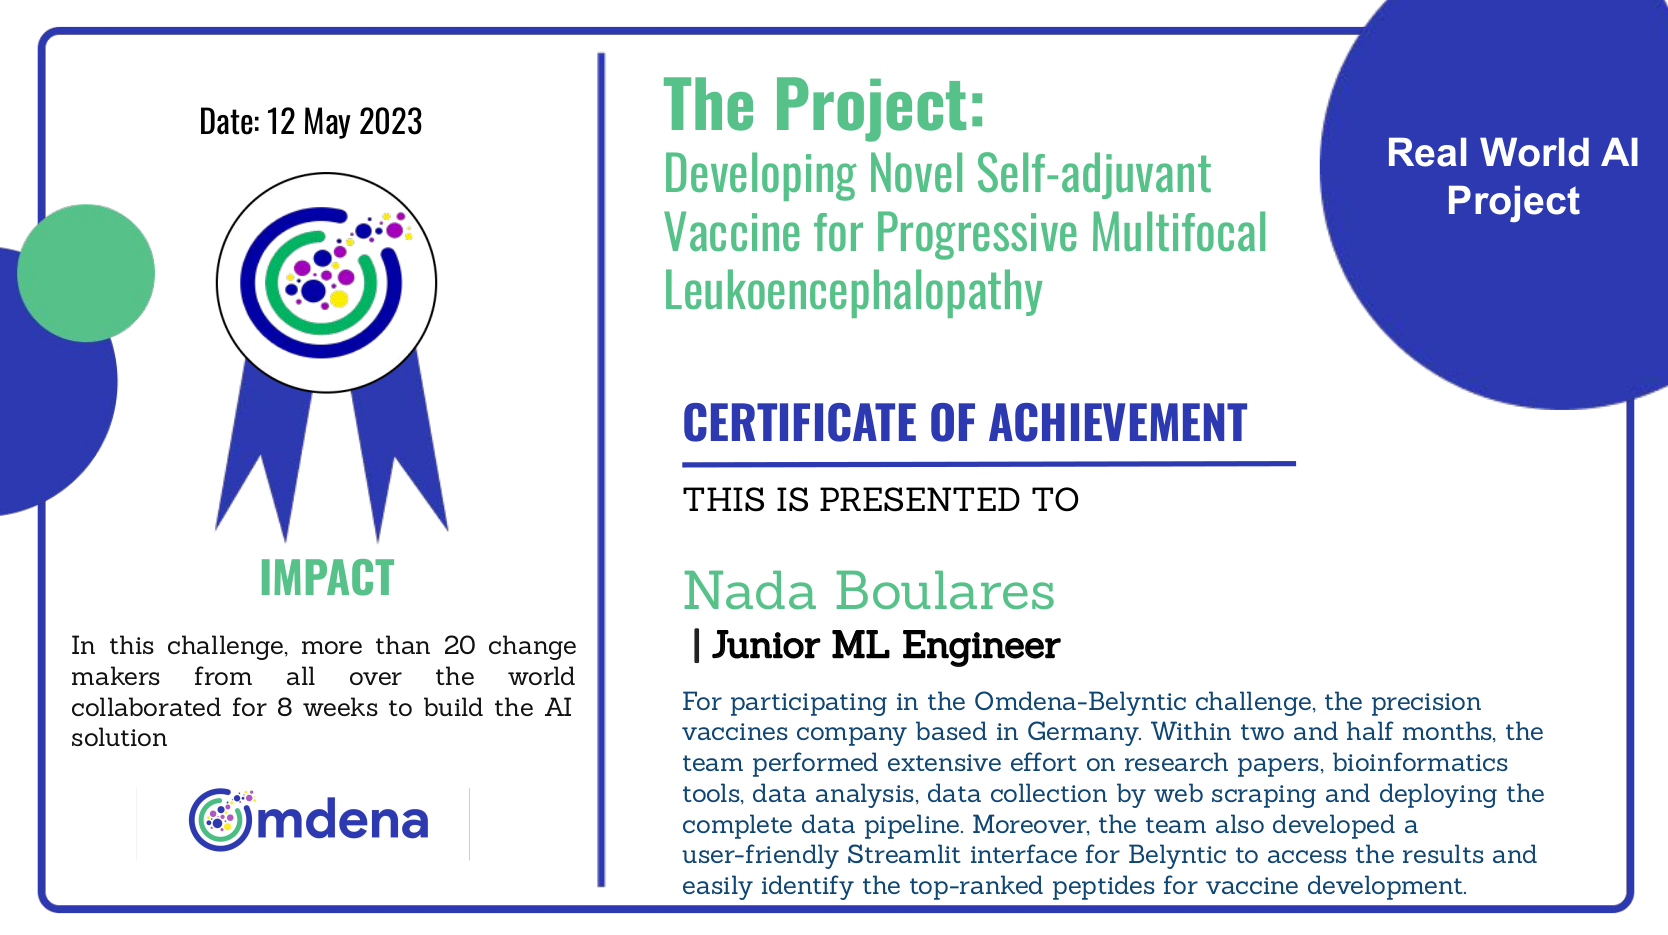 Date: 12 May 2023
IMPACT
In this challenge, more than 20 change
makers from all over the world
collaborated for 8 weeks to build the AI
solution
Omdena
The Project:
Developing Novel Self-adjuvant
Vaccine for Progressive Multifocal
Leukoencephalopathy
Real World AI
Project
CERTIFICATE OF ACHIEVEMENT
THIS IS PRESENTED TO
Nada Boulares
| Junior ML Engineer
For participating in the Omdena-Belyntic challenge, the precision
vaccines company based in Germany. Within two and half months, the
team performed extensive effort on research papers, bioinformatics
tools, data analysis, data collection by web scraping and deploying the
complete data pipeline. Moreover, the team also developed a
user-friendly Streamlit interface for Belyntic to access the results and
easily identify the top-ranked peptides for vaccine development.